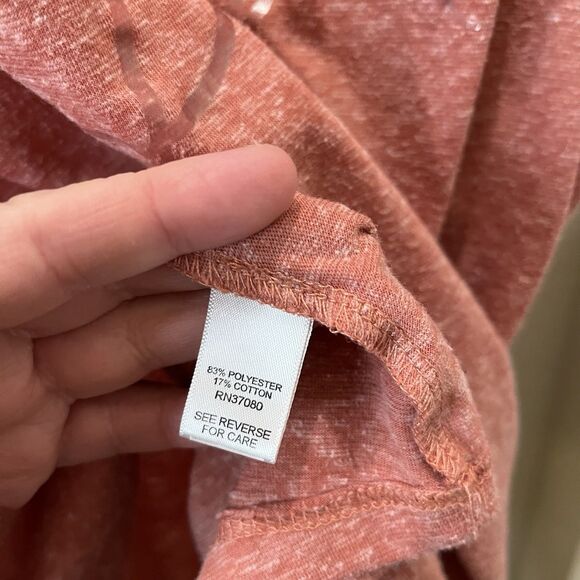 83% POLYESTER
17% COTTON
RN37080
SEE REVERSE
FOR CARE